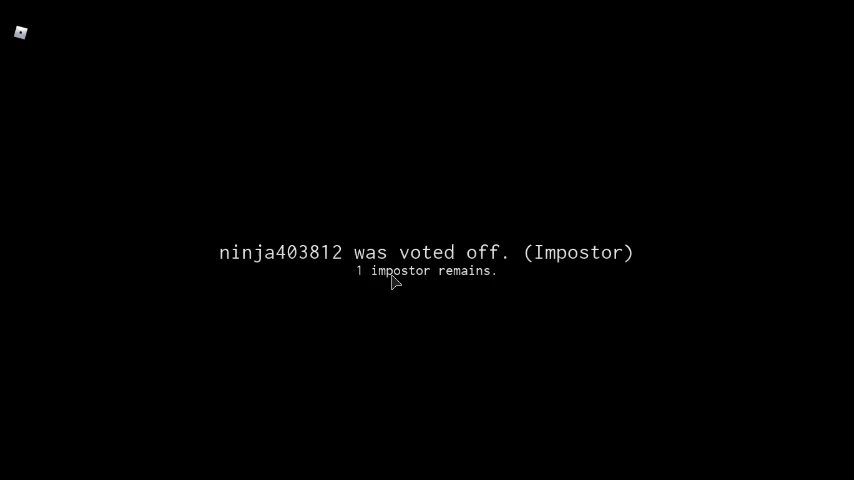 ninja403812 was voted off. (Impostor)
1 impostor remains.